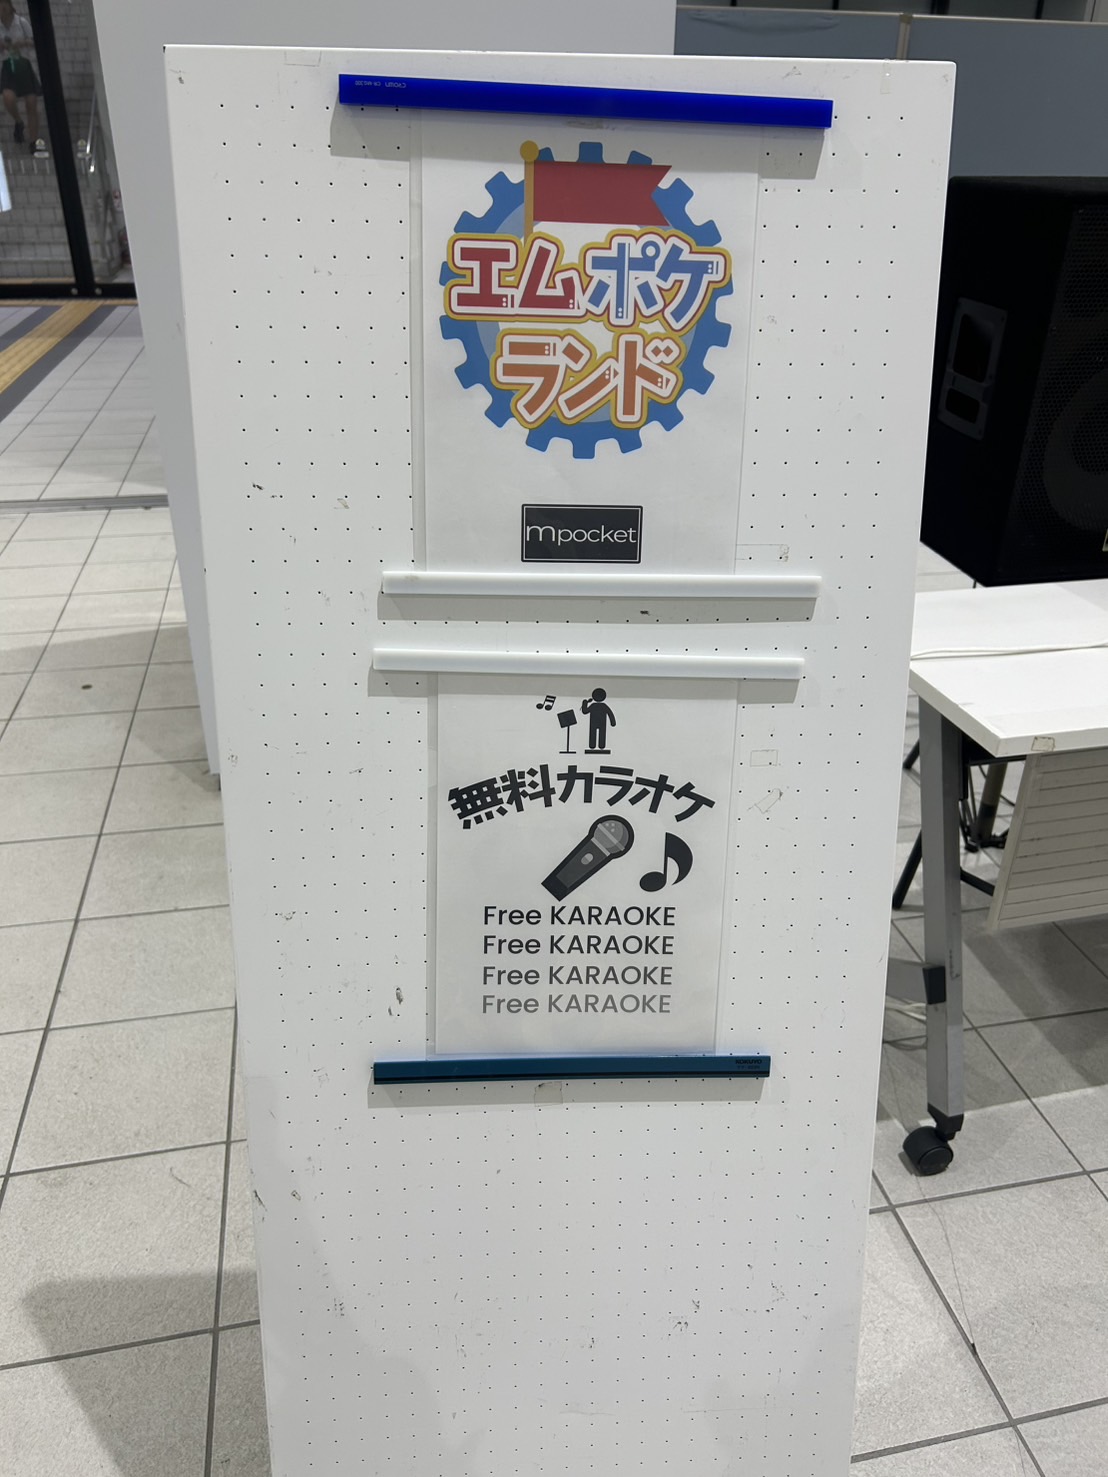 エムポケ
ランド
mpocket
無料カラオケ
Free KARAOKE
Free KARAOKE
Free KARAOKE
Free KARAOKE
KOKUYO